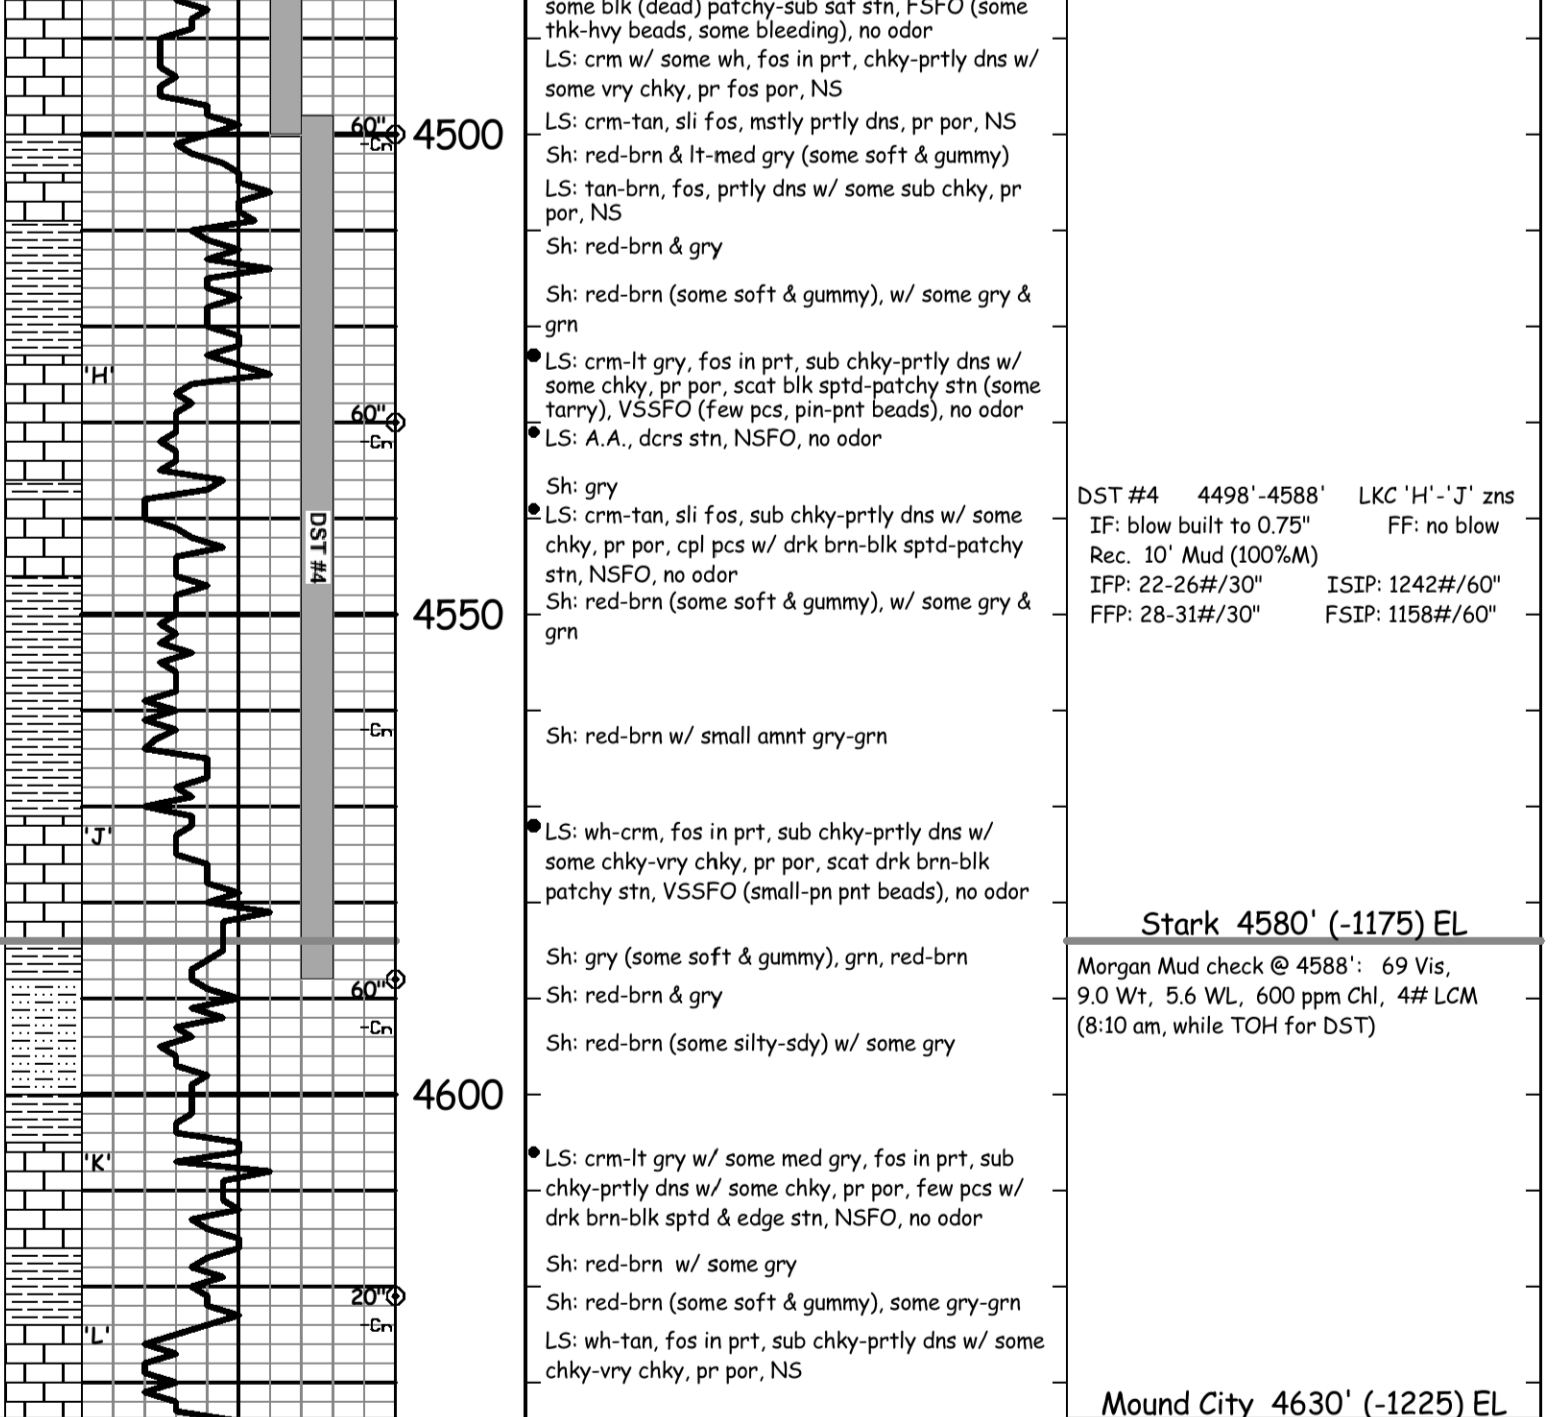 some blk (dead) patchy-sub sat stn, FSFO (some
thk-hvy beads, some bleeding), no odor
LS: crm w/ some wh, fos in prt, chky-prtly dns w/
some vry chky, pr fos por, NS
60"
Cn
4500
LS: crm-tan, sli fos, mstly prtly dns, pr por, NS
Sh: red-brn & lt-med gry (some soft & gummy)
LS: tan-brn, fos, prtly dns w/ some sub chky, pr
por, NS
Sh: red-brn & gry
Sh: red-brn (some soft & gummy), w/ some gry &
grn
'H'
LS: crm-lt gry, fos in prt, sub chky-prtly dns w/
some chky, pr por, scat blk sptd-patchy stn (some
tarry), VSSFO (few pcs, pin-pnt beads), no odor
60"
Cn
LS: A.A., dcrs stn, NSFO, no odor
Sh: gry
LS: crm-tan, sli fos, sub chky-prtly dns w/ some
chky, pr por, cpl pcs w/ drk brn-blk sptd-patchy
stn, NSFO, no odor
DST #4
DST #4 4498'-4588' LKC 'H'-'J' zns
IF: blow built to 0.75" FF: no blow
Rec. 10' Mud (100%M)
IFP: 22-26#/30" ISIP: 1242#/60"
FFP: 28-31#/30" FSIP: 1158#/60"
4550
Sh: red-brn (some soft & gummy), w/ some gry &
grn
Cn
Sh: red-brn w/ small amnt gry-grn
'J'
LS: wh-crm, fos in prt, sub chky-prtly dns w/
some chky-vry chky, pr por, scat drk brn-blk
patchy stn, VSSFO (small-pn pnt beads), no odor
Stark 4580' (-1175) EL
Sh: gry (some soft & gummy), grn, red-brn
60"
Cn
Sh: red-brn & gry
Sh: red-brn (some silty-sdy) w/ some gry
Morgan Mud check @ 4588': 69 Vis,
9.0 Wt, 5.6 WL, 600 ppm Chl, 4# LCM
(8:10 am, while TOH for DST)
4600
'K'
LS: crm-lt gry w/ some med gry, fos in prt, sub
chky-prtly dns w/ some chky, pr por, few pcs w/
drk brn-blk sptd & edge stn, NSFO, no odor
Sh: red-brn w/ some gry
20"
Cn
Sh: red-brn (some soft & gummy), some gry-grn
'L'
LS: wh-tan, fos in prt, sub chky-prtly dns w/ some
chky-vry chky, pr por, NS
Mound City 4630' (-1225) EL